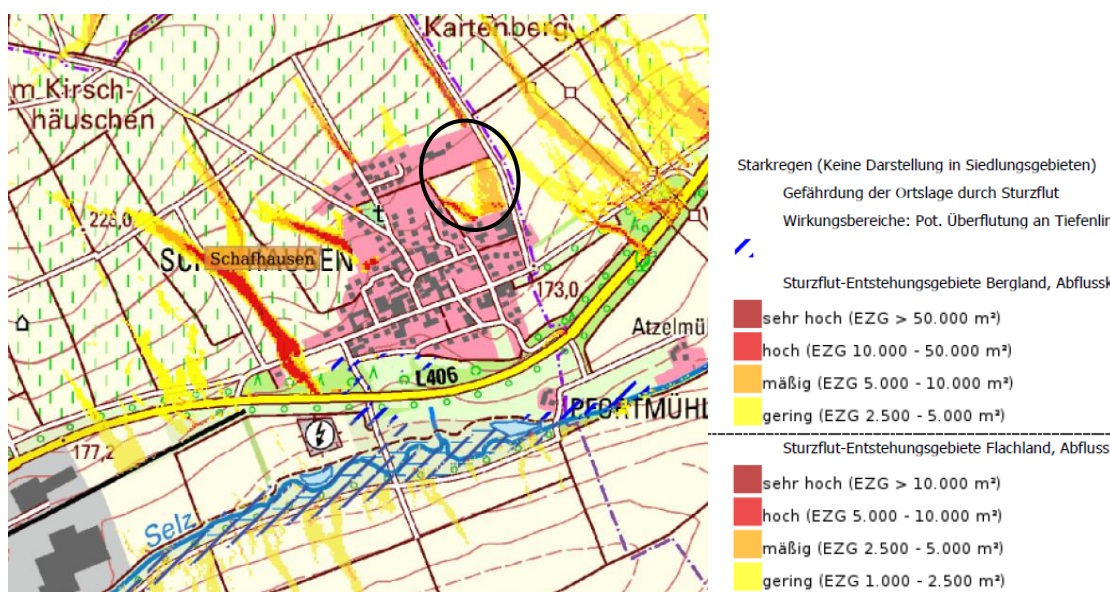 Kartenberg
m Kirsch-
häuschen
229,0
Schafhausen
173,0
Atzelmü
L406
177,2
Selz
Starkregen (Keine Darstellung in Siedlungsgebieten)
Gefährdung der Ortslage durch Sturzflut
Wirkungsbereiche: Pot. Überflutung an Tiefenlin
Sturzflut-Entstehungsgebiete Bergland, Abflussk
sehr hoch (EZG > 50.000 m²)
hoch (EZG 10.000 - 50.000 m²)
mäßig (EZG 5.000 - 10.000 m²)
gering (EZG 2.500 - 5.000 m²)
Sturzflut-Entstehungsgebiete Flachland, Abfluss
sehr hoch (EZG > 10.000 m²)
hoch (EZG 5.000 - 10.000 m²)
mäßig (EZG 2.500 - 5.000 m²)
gering (EZG 1.000 - 2.500 m²)